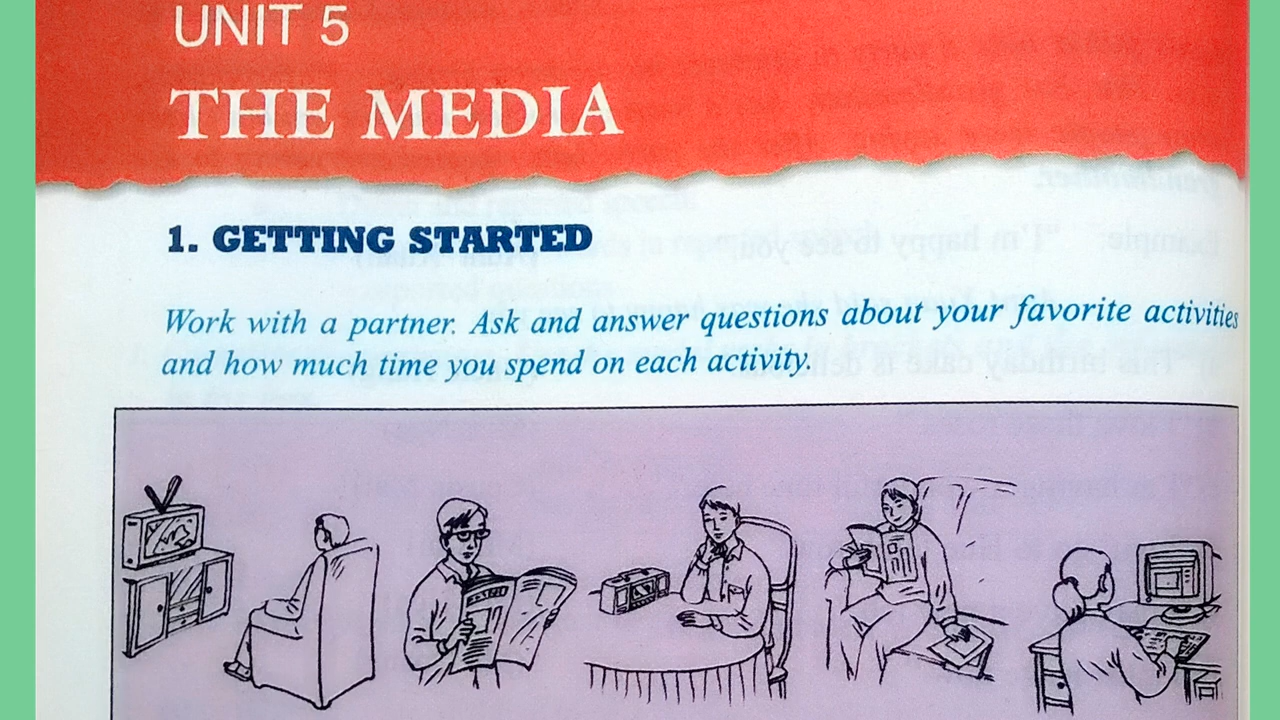 UNIT 5
THE MEDIA
1. GETTING STARTED
Work with a partner. Ask and answer questions about your favorite activities
and how much time you spend on each activity.